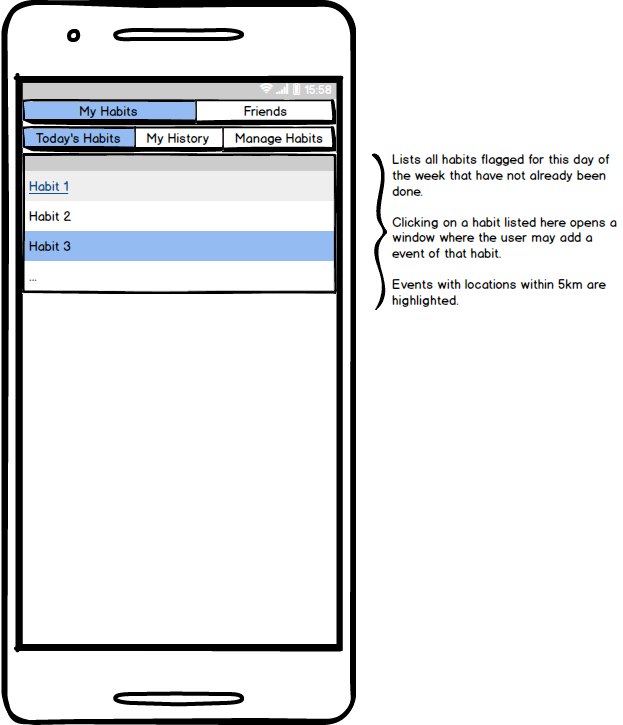 15:58
My Habits Friends
Today's Habits My History Manage Habits
Habit 1
Habit 2
Habit 3
...
Lists all habits flagged for this day of
the week that have not already been
done.
Clicking on a habit listed here opens a
window where the user may add a
event of that habit.
Events with locations within 5km are
highlighted.